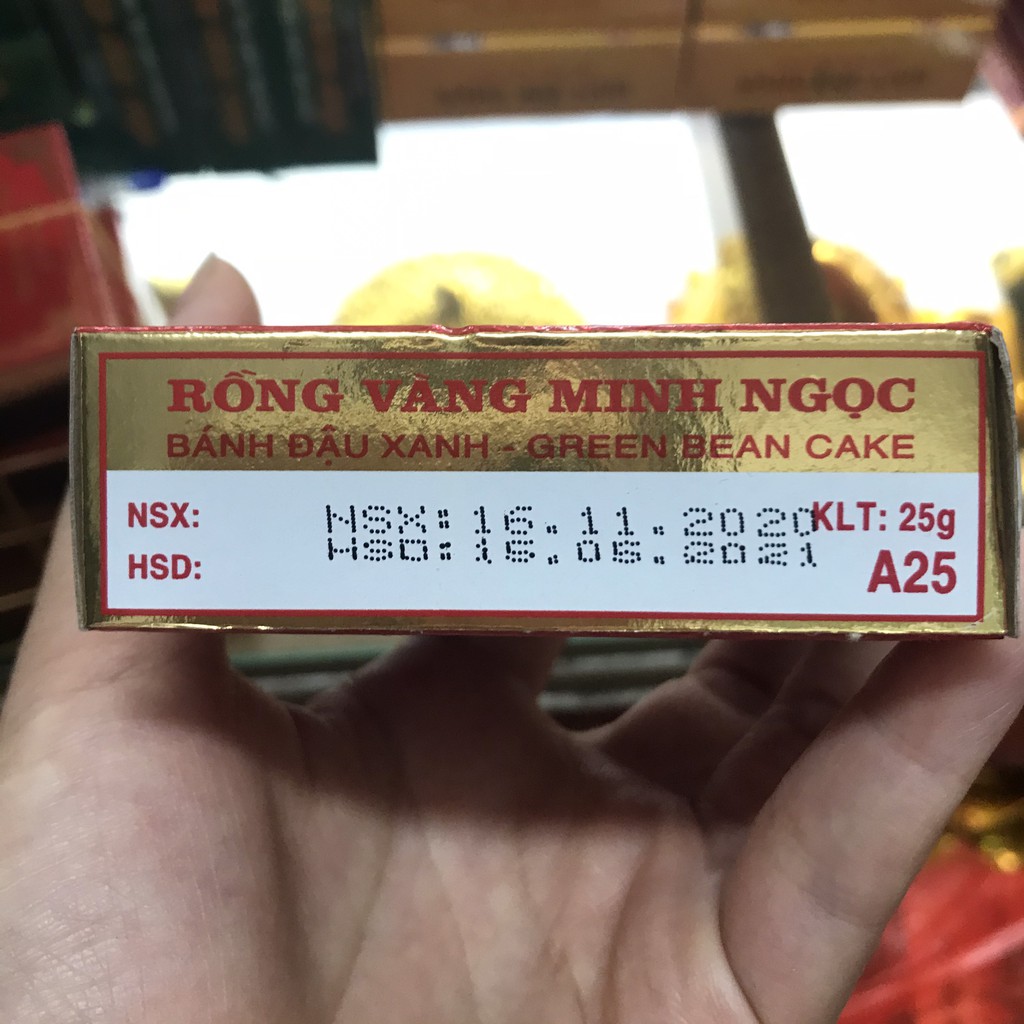 RỒNG VÀNG MINH NGỌC
BÁNH ĐẬU XANH - GREEN BEAN CAKE
NSX: NSX:16.11.2020 KLT: 25g
HSD: HSD:15.05.2021 A25